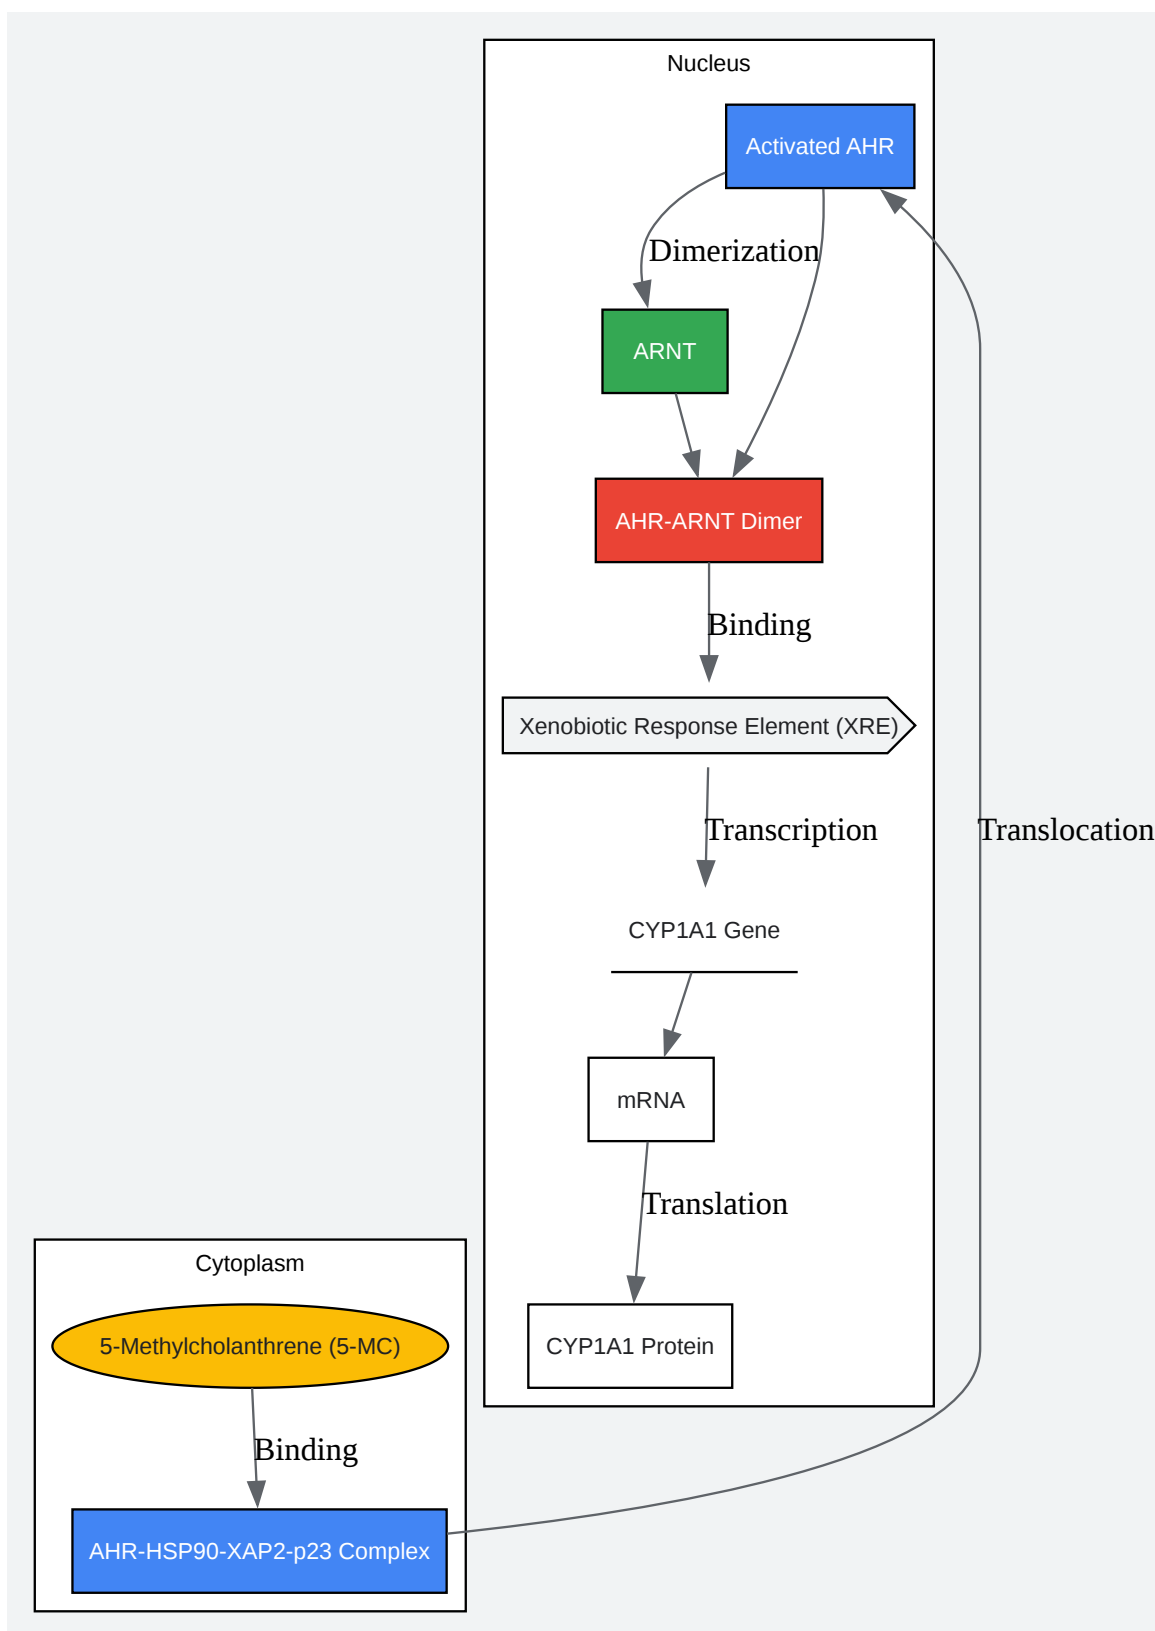 Nucleus
Activated AHR
Dimerization
ARNT
AHR-ARNT Dimer
Binding
Xenobiotic Response Element (XRE)
Transcription
Translocation
CYP1A1 Gene
mRNA
Translation
CYP1A1 Protein
Cytoplasm
5-Methylcholanthrene (5-MC)
Binding
AHR-HSP90-XAP2-p23 Complex